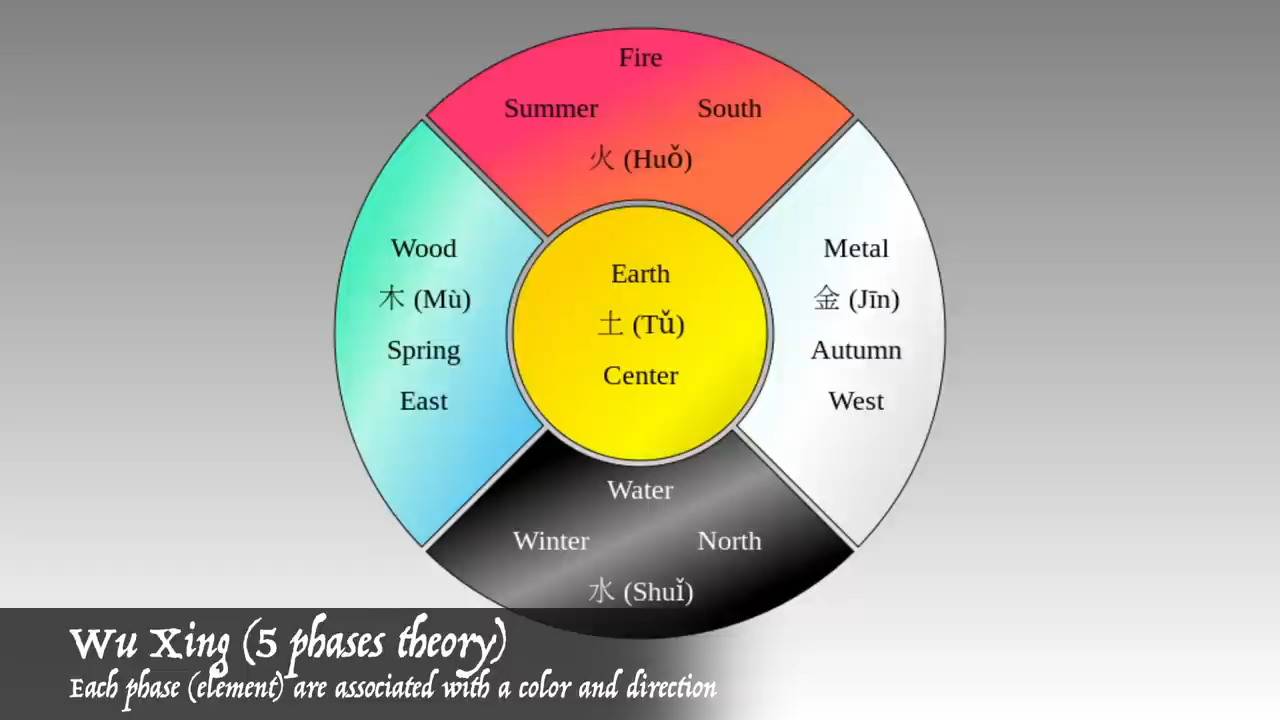 Fire
Summer South
火 (Huǒ)
Wood
木 (Mù)
Spring
East
Earth
土 (Tǔ)
Center
Metal
金 (Jīn)
Autumn
West
Water
Winter North
水 (Shuǐ)
Wu Xing (5 phases theory)
Each phase (element) are associated with a color and direction